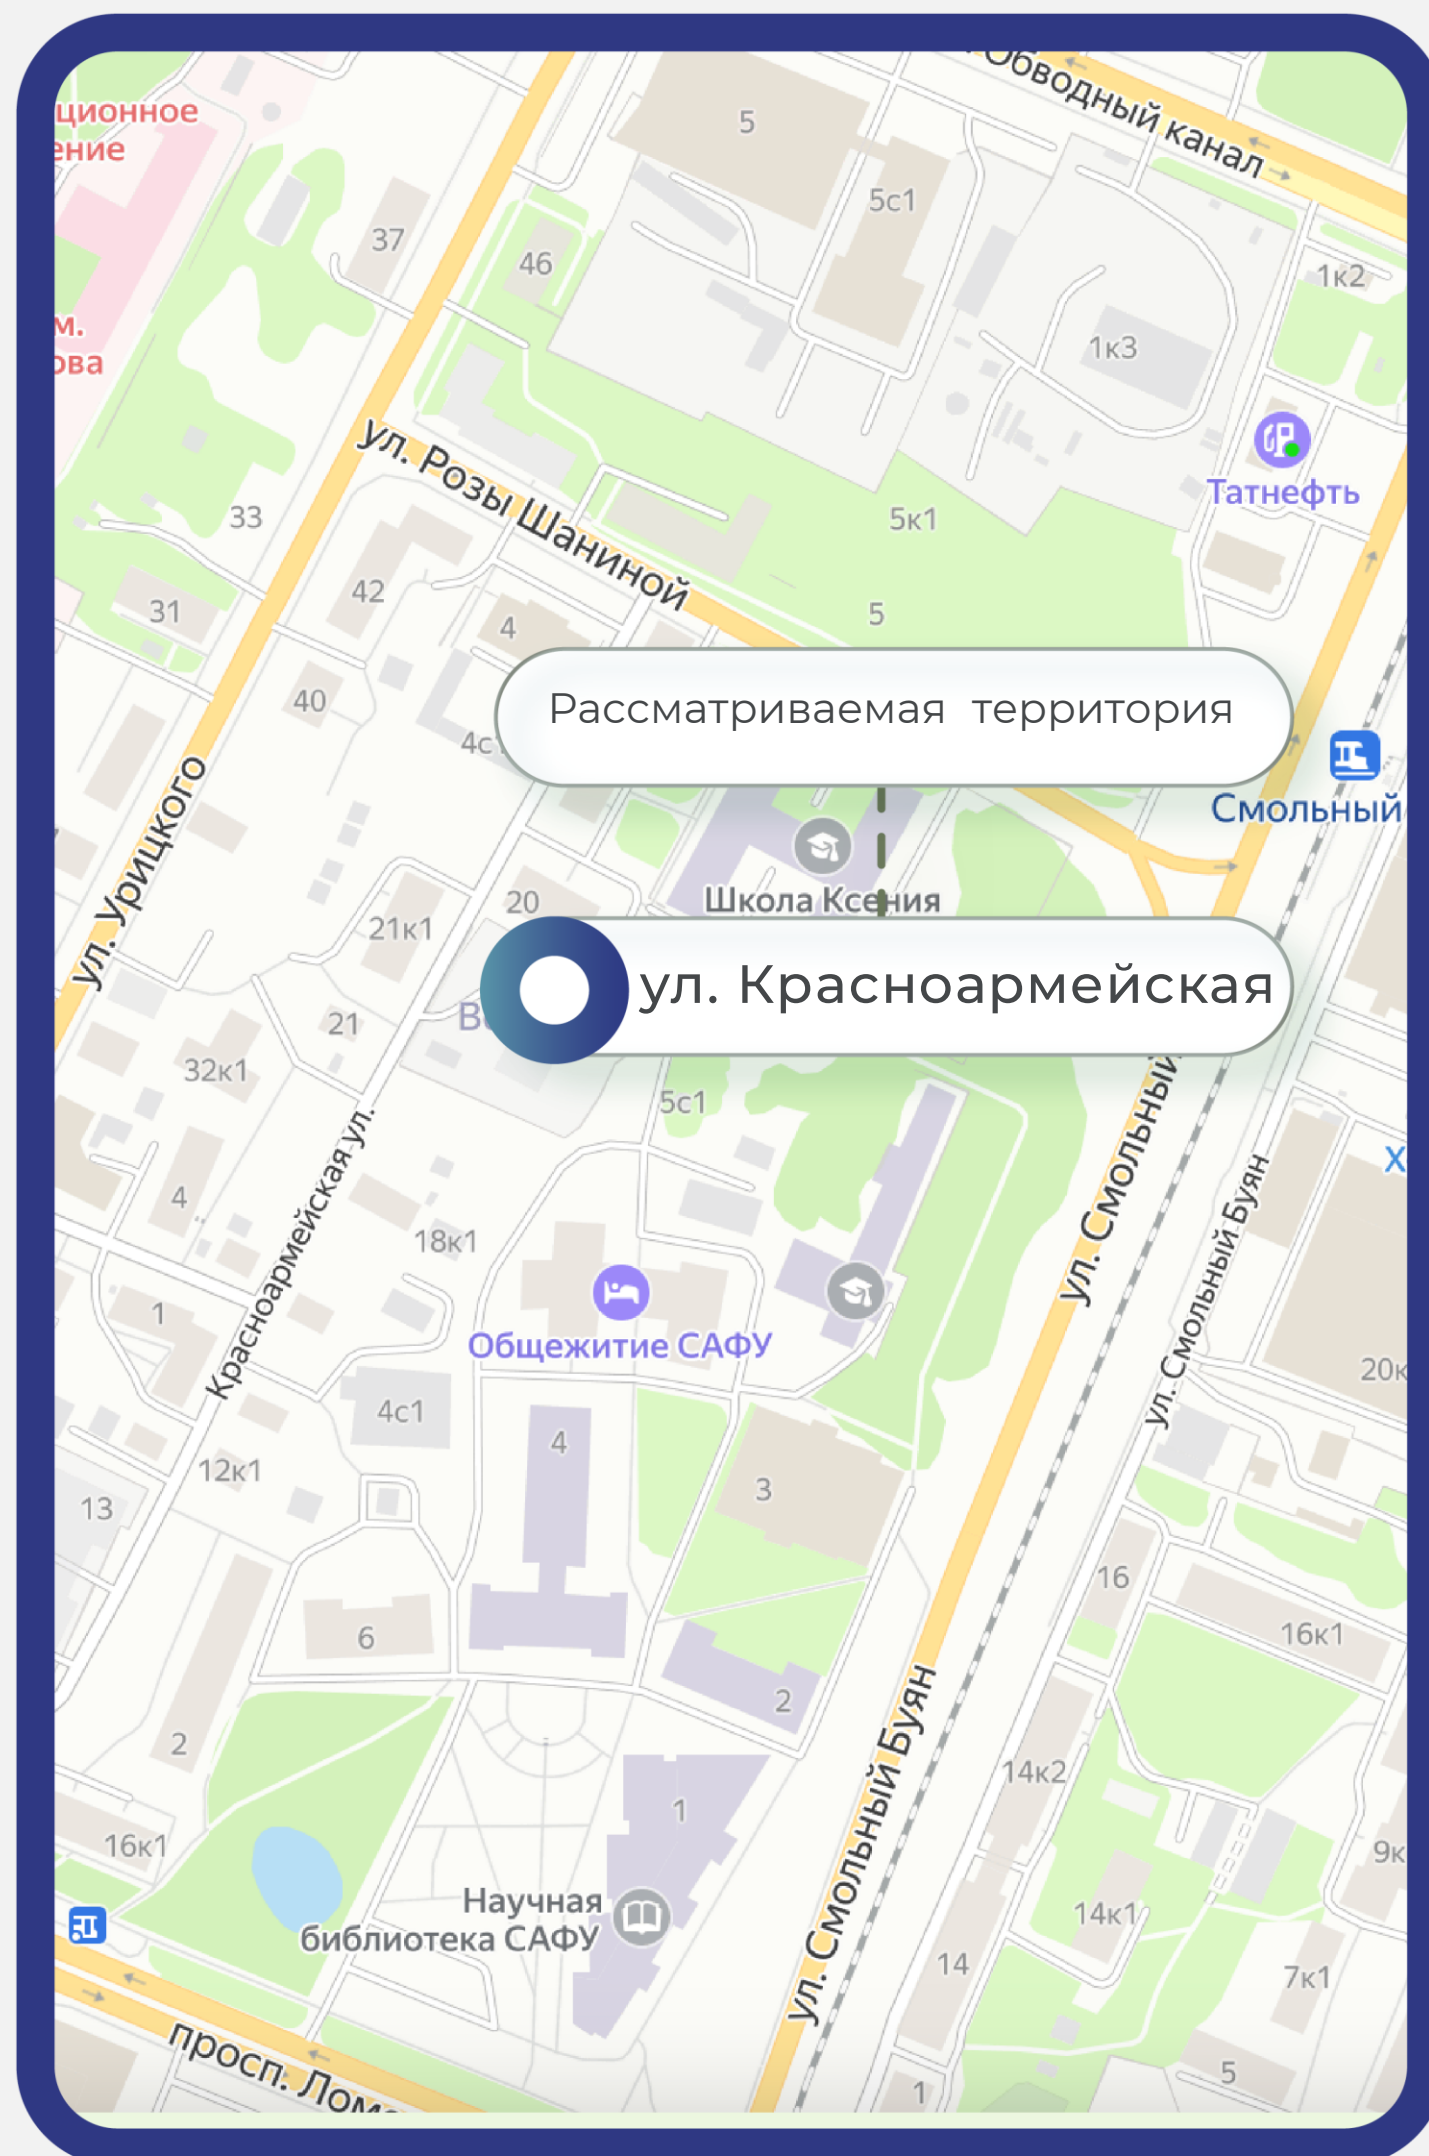 Обводный канал
ционное
ение
5
5с1
37
46
1к2
м.
ова
1к3
ул. Розы Шаниной
Татнефть
33
5к1
42
31
4
5
40
Рассматриваемая территория
4с1
Смольный
ул. Урицкого
Школа Ксения
20
21к1
ул. Красноармейская
21
32к1
5с1
ул. Смольный
Красноармейская ул.
ул. Смольный Буян
Х
4
18к1
1
Общежитие САФУ
20к
4с1
4
12к1
3
13
16
6
16к1
2
2
ул. Смольный Буян
14к2
1
16к1
9к
Научная
библиотека САФУ
14к1
14
7к1
просп. Ломо
5
1